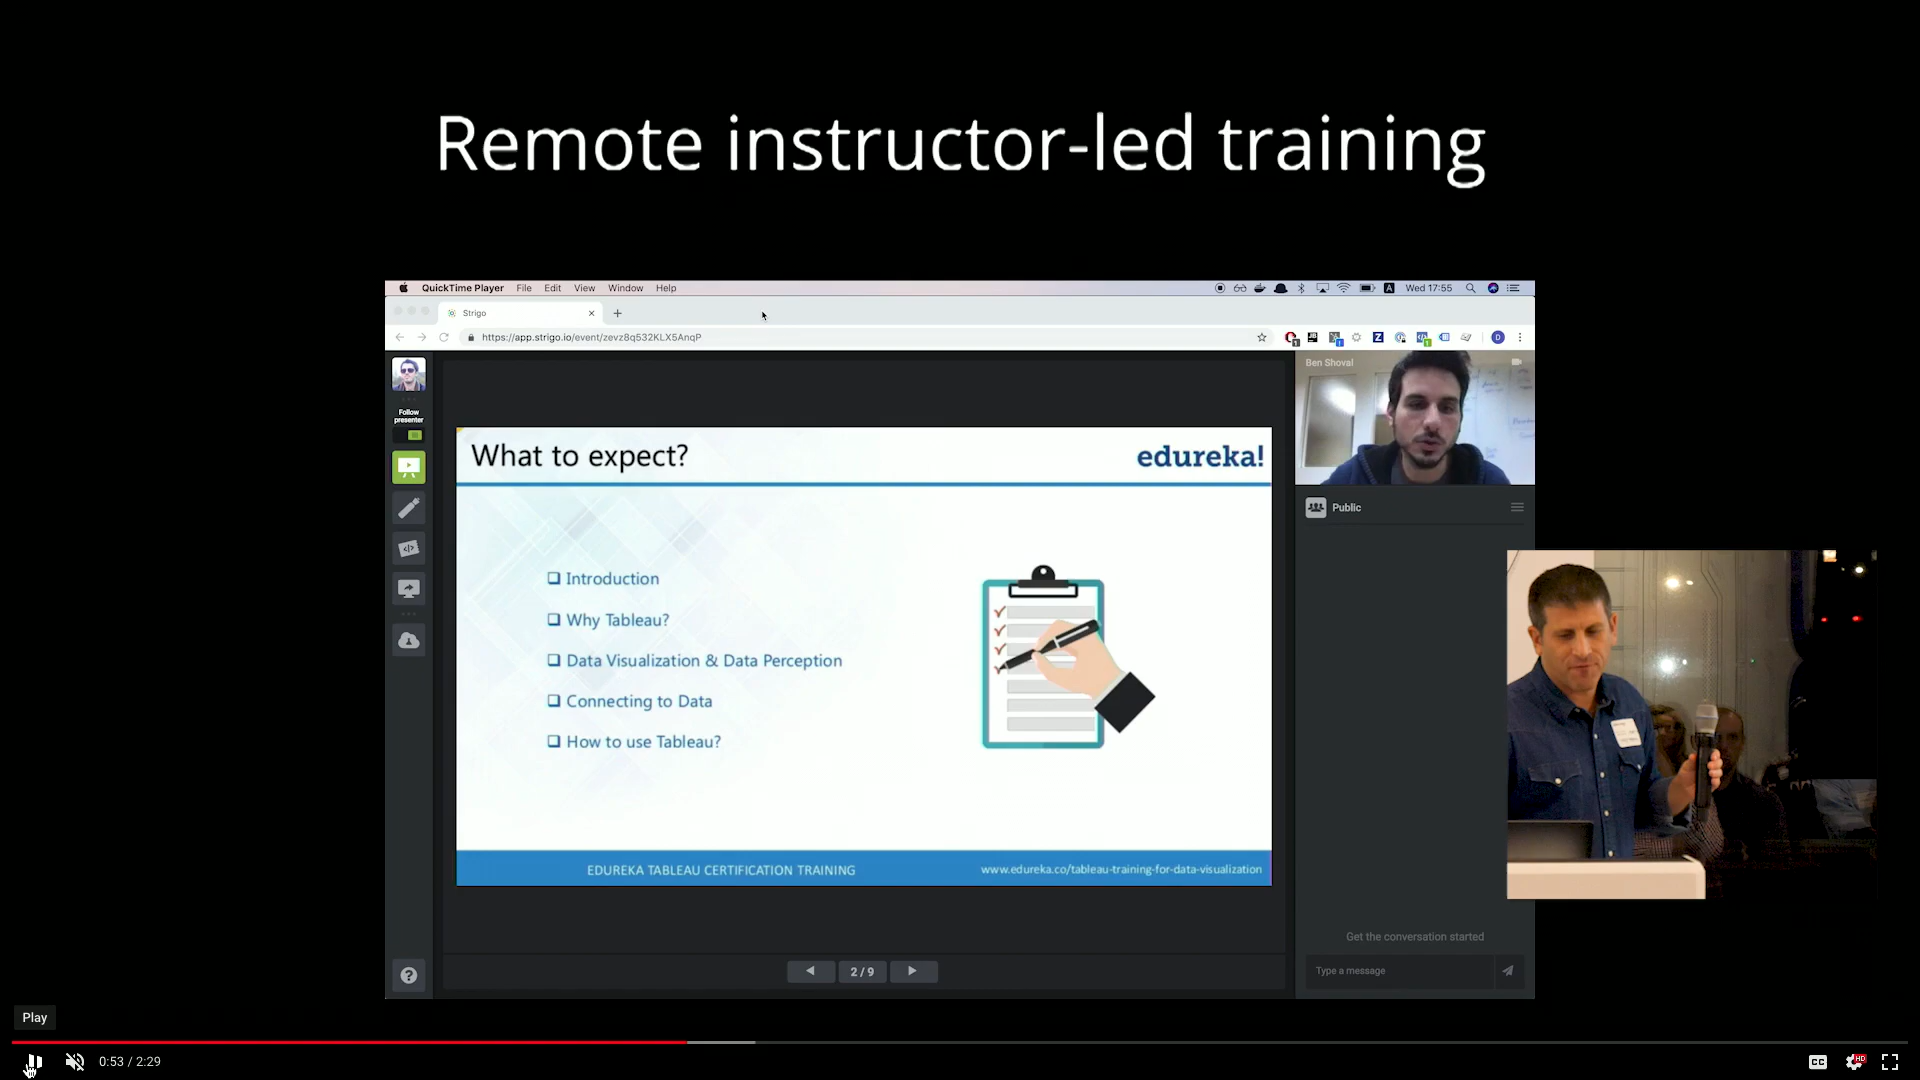 Remote instructor-led training
QuickTime Player File Edit View Window Help
Wed 17:55
Strigo
https://app.strigo.io/event/zevz8q532KLX5AnqP
Follow
presenter
What to expect?
edureka!
Introduction
Why Tableau?
Data Visualization & Data Perception
Connecting to Data
How to use Tableau?
EDUREKA TABLEAU CERTIFICATION TRAINING
www.edureka.co/tableau-training-for-data-visualization
2 / 9
Ben Shoval
Public
Get the conversation started
Type a message
Play
0:53 / 2:29
CC
HD